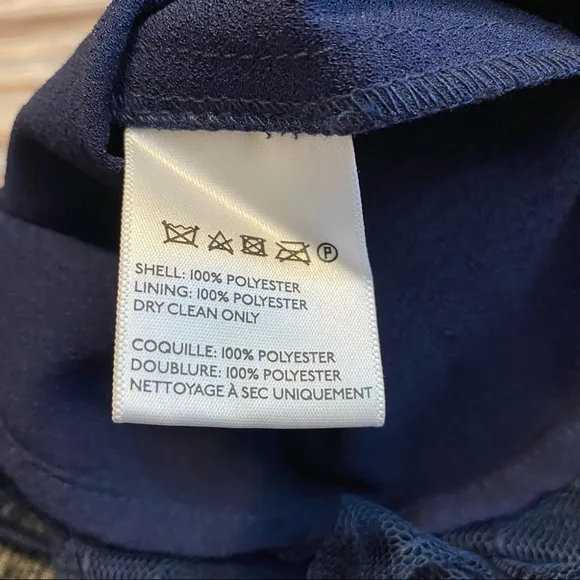 P
SHELL: 100% POLYESTER
LINING: 100% POLYESTER
DRY CLEAN ONLY
COQUILLE: 100% POLYESTER
DOUBLURE: 100% POLYESTER
NETTOYAGE À SEC UNIQUEMENT